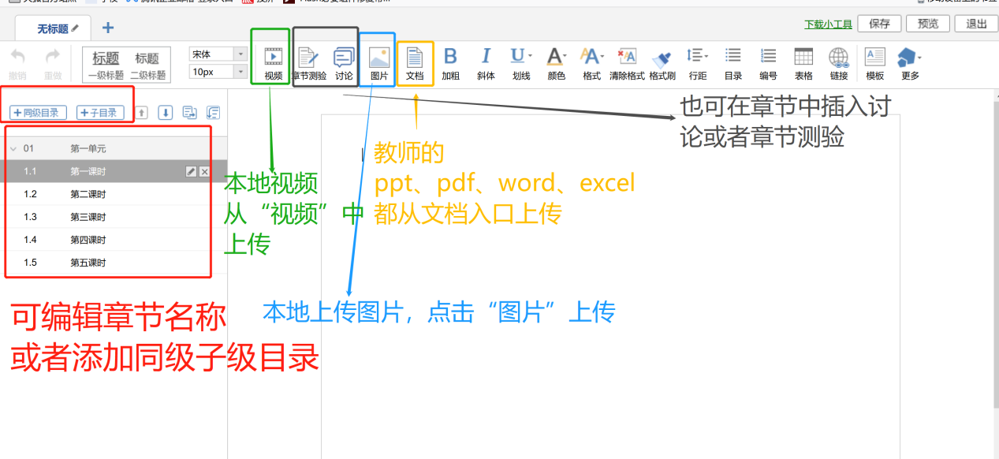 无标题
下载小工具
保存
预览
退出
撤销
重做
标题
一级标题
标题
二级标题
宋体
10px
视频
章节测验
讨论
图片
文档
B
加粗
I
斜体
U
划线
A
颜色
格式
清除格式
格式刷
行距
目录
编号
表格
链接
模板
更多
+同级目录
+子目录
01 第一单元
1.1 第一课时
1.2 第二课时
1.3 第三课时
1.4 第四课时
1.5 第五课时
也可在章节中插入讨
论或者章节测验
教师的
ppt、pdf、word、excel
都从文档入口上传
本地视频
从“视频”中
上传
本地上传图片，点击“图片”上传
可编辑章节名称
或者添加同级子级目录